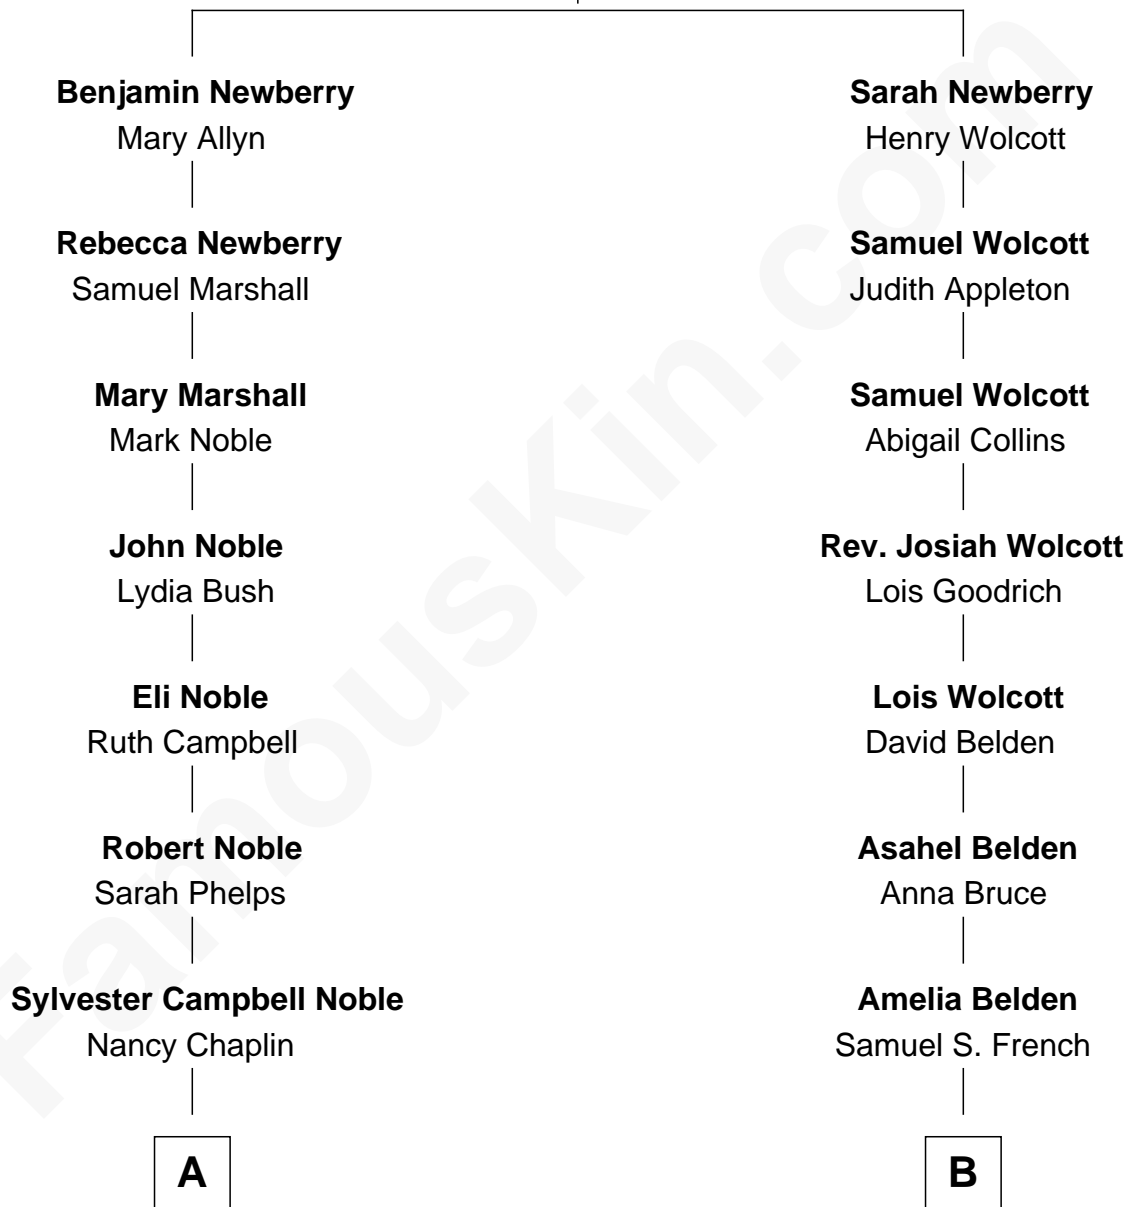 Benjamin Newberry
Mary Allyn
Rebecca Newberry
Samuel Marshall
Mary Marshall
Mark Noble
John Noble
Lydia Bush
Eli Noble
Ruth Campbell
Robert Noble
Sarah Phelps
Sylvester Campbell Noble
Nancy Chaplin
A
Sarah Newberry
Henry Wolcott
Samuel Wolcott
Judith Appleton
Samuel Wolcott
Abigail Collins
Rev. Josiah Wolcott
Lois Goodrich
Lois Wolcott
David Belden
Asahel Belden
Anna Bruce
Amelia Belden
Samuel S. French
B
FamousKin.com